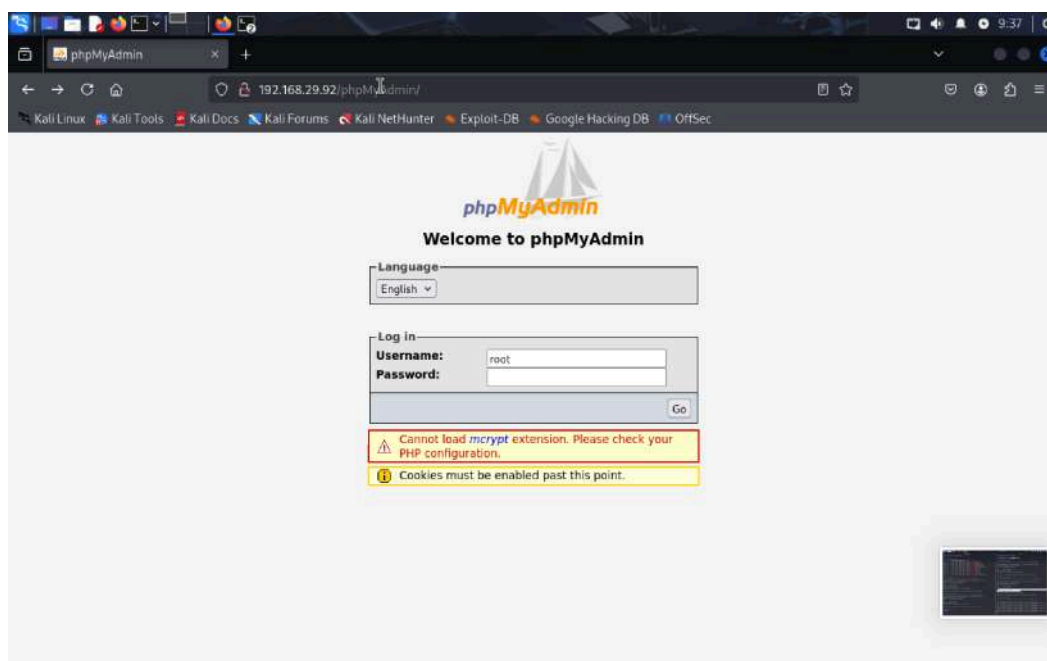 9:37
phpMyAdmin
192.168.29.92/phpMyAdmin/
Kali Linux Kali Tools Kali Docs Kali Forums Kali NetHunter Exploit-DB Google Hacking DB OffSec
phpMyAdmin
Welcome to phpMyAdmin
Language
English
Log in
Username: root
Password:
Go
Cannot load mcrypt extension. Please check your
PHP configuration.
Cookies must be enabled past this point.